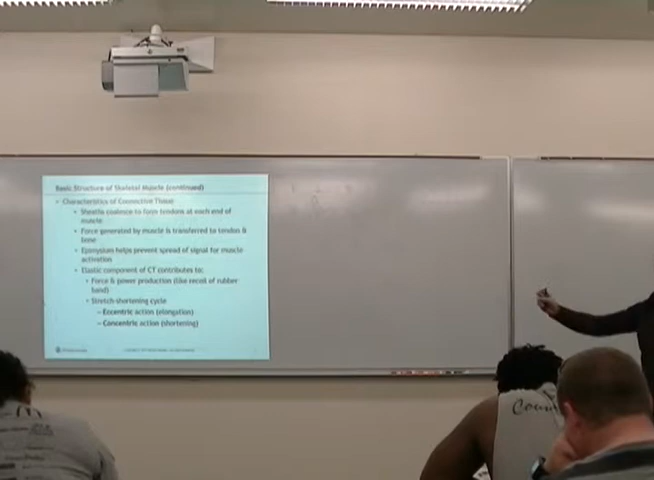 Basic Structure of Skeletal Muscle (continued)
• Characteristics of Connective Tissue
• Sheaths coalesce to form tendons at each end of
muscle
• Force generated by muscle is transferred to tendon &
bone
• Epimysium helps prevent spread of signal for muscle
activation
• Elastic component of CT contributes to:
• Force & power production (like recoil of rubber
band)
• Stretch-shortening cycle
– Eccentric action (elongation)
– Concentric action (shortening)